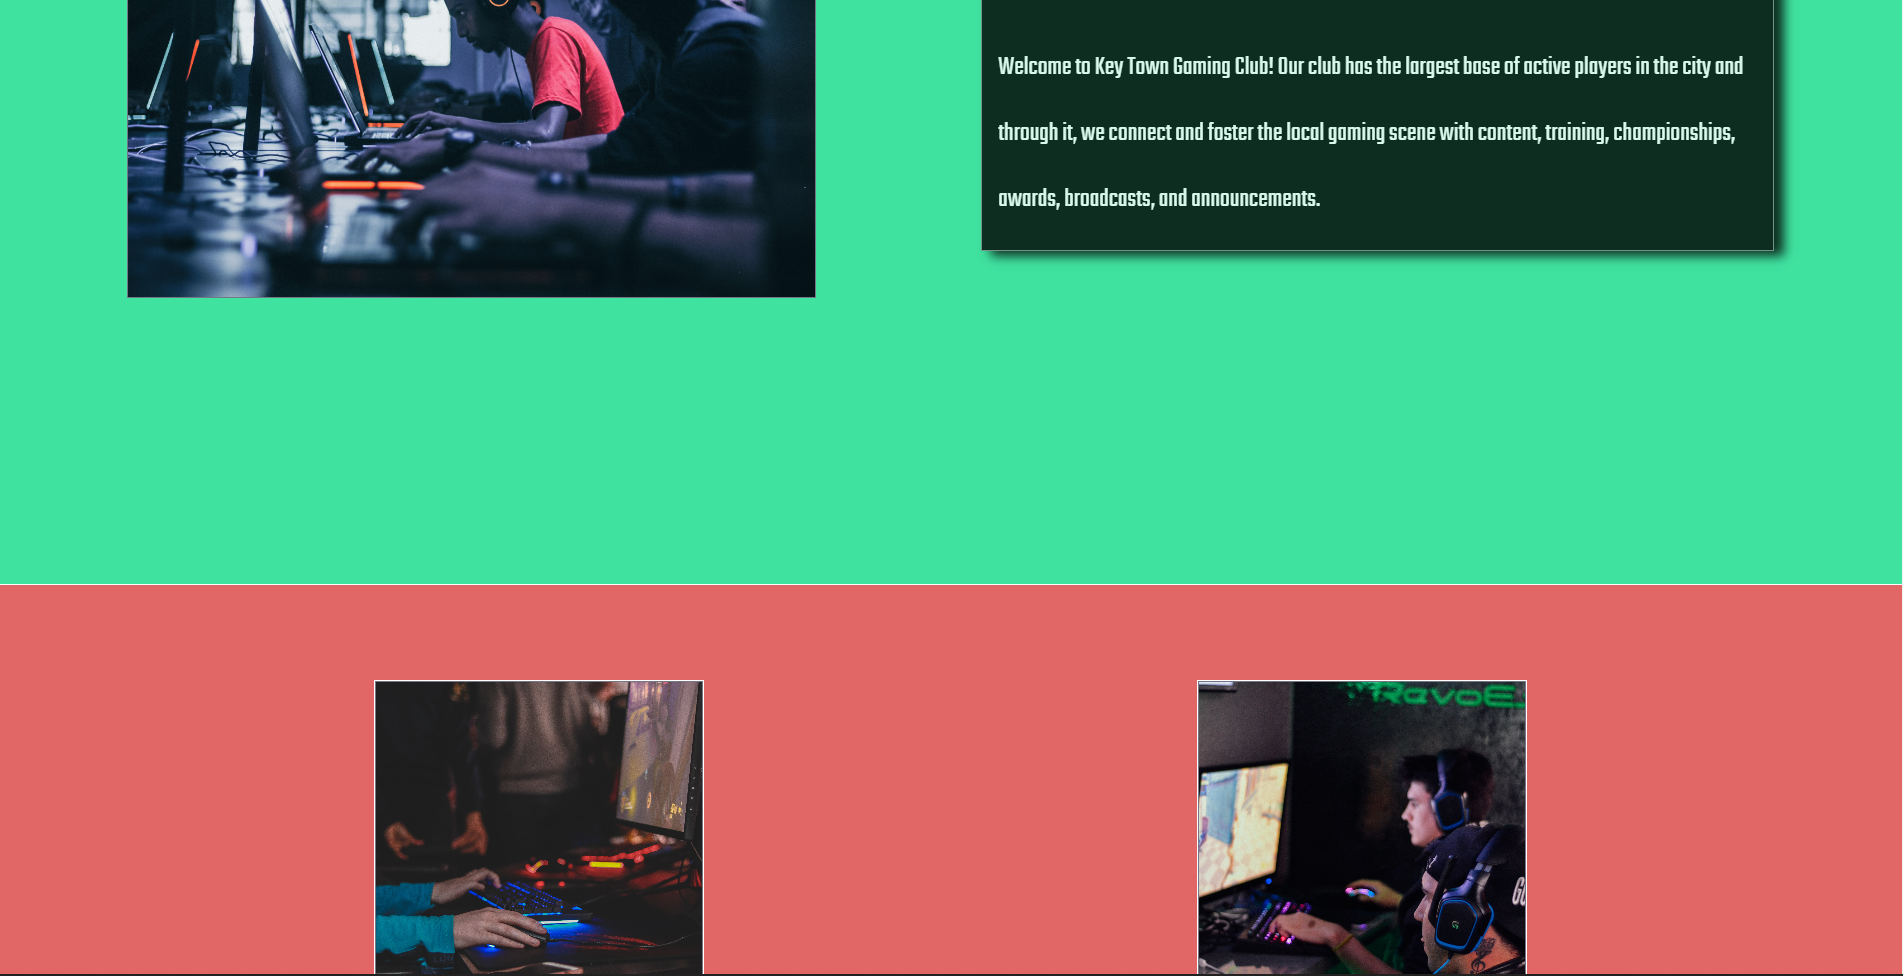 Welcome to Key Town Gaming Club! Our club has the largest base of active players in the city and
through it, we connect and foster the local gaming scene with content, training, championships,
awards, broadcasts, and announcements.
RavoE